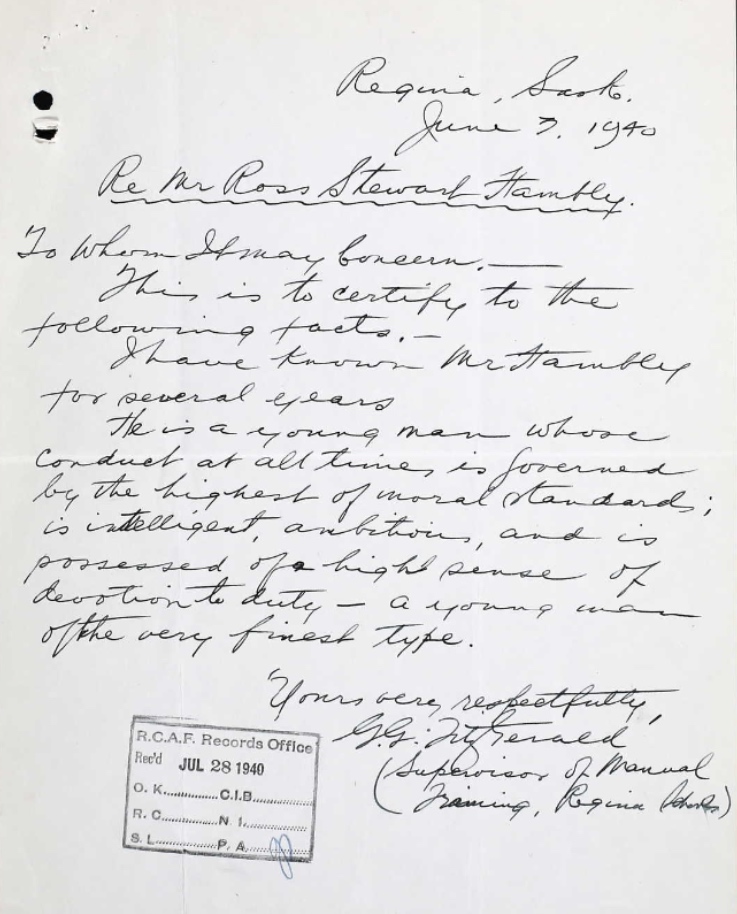 Regina, Sask.
June 7, 1940
Re Mr Ross Stewart Hambly.
To Whom It may Concern. —
This is to certify to the
following facts. —
I have known Mr Hambly
for several years
He is a young man whose
conduct at all times is governed
by the highest of moral standards;
is intelligent, ambitious, and is
possessed of a high sense of
devotion to duty — a young man
of the very finest type.
Yours very respectfully,
G.G. Fitzgerald
(Supervisor of Manual
Training, Regina Schools)
R.C.A.F. Records Office
Rec'd JUL 28 1940
O. K.............C.I.B.............
R. C.............N. I.............
S. L.............P. A.............